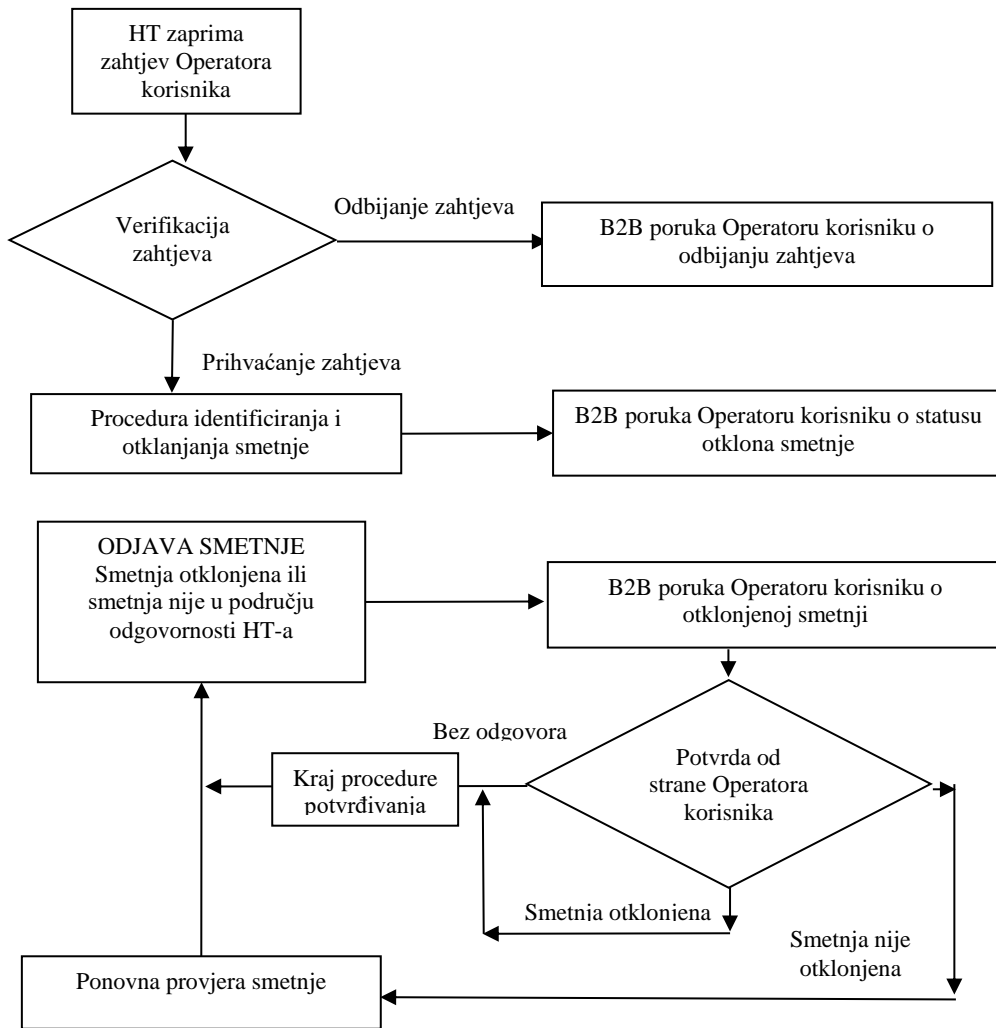 HT zaprima
zahtjev Operatora
korisnika
Verifikacija
zahtjeva
Odbijanje zahtjeva
B2B poruka Operatoru korisniku o
odbijanju zahtjeva
Prihvaćanje zahtjeva
Procedura identificiranja i
otklanjanja smetnje
B2B poruka Operatoru korisniku o statusu
otklona smetnje
ODJAVA SMETNJE
Smetnja otklonjena ili
smetnja nije u području
odgovornosti HT-a
B2B poruka Operatoru korisniku o
otklonjenoj smetnji
Bez odgovora
Kraj procedure
potvrđivanja
Potvrda od
strane Operatora
korisnika
Smetnja otklonjena
Smetnja nije
otklonjena
Ponovna provjera smetnje